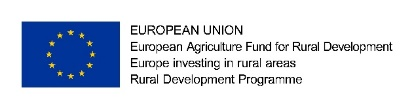 EUROPEAN UNION
European Agriculture Fund for Rural Development
Europe investing in rural areas
Rural Development Programme